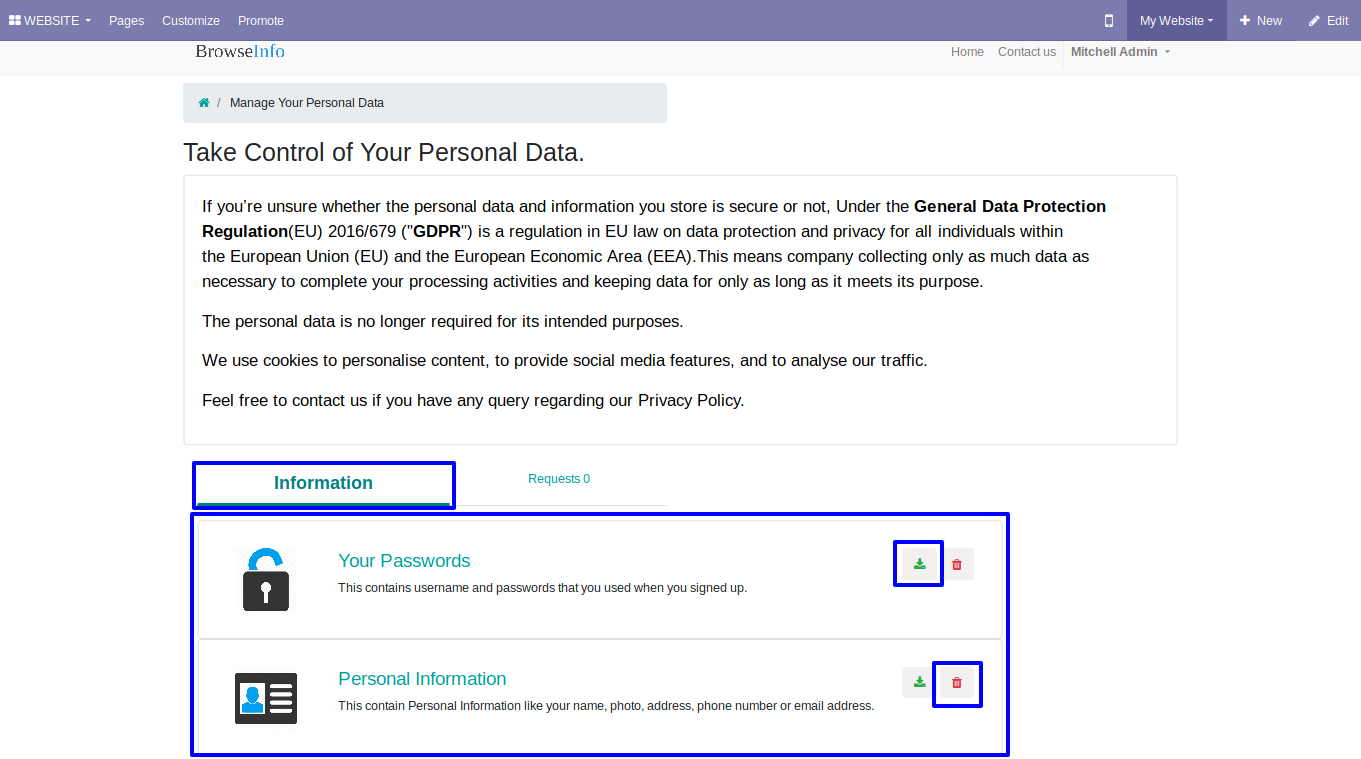 WEBSITE Pages Customize Promote My Website New Edit
BrowseInfo Home Contact us Mitchell Admin
/ Manage Your Personal Data
Take Control of Your Personal Data.
If you’re unsure whether the personal data and information you store is secure or not, Under the General Data Protection
Regulation(EU) 2016/679 ("GDPR") is a regulation in EU law on data protection and privacy for all individuals within
the European Union (EU) and the European Economic Area (EEA).This means company collecting only as much data as
necessary to complete your processing activities and keeping data for only as long as it meets its purpose.
The personal data is no longer required for its intended purposes.
We use cookies to personalise content, to provide social media features, and to analyse our traffic.
Feel free to contact us if you have any query regarding our Privacy Policy.
Information Requests 0
Your Passwords
This contains username and passwords that you used when you signed up.
Personal Information
This contain Personal Information like your name, photo, address, phone number or email address.